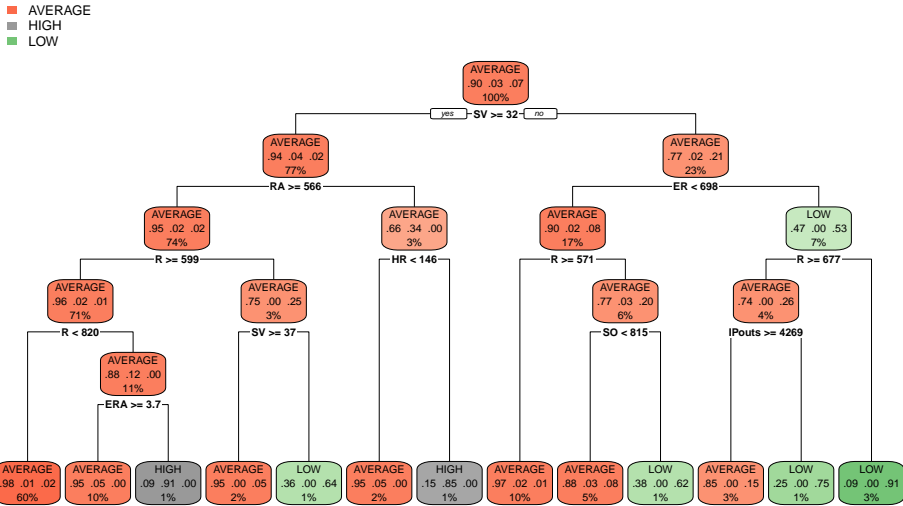 AVERAGE
HIGH
LOW
AVERAGE
.90 .03 .07
100%
yes SV >= 32 no
AVERAGE
.94 .04 .02
77%
AVERAGE
.77 .02 .21
23%
RA >= 566
ER < 698
AVERAGE
.95 .02 .02
74%
AVERAGE
.66 .34 .00
3%
AVERAGE
.90 .02 .08
17%
LOW
.47 .00 .53
7%
R >= 599
HR < 146
R >= 571
R >= 677
AVERAGE
.96 .02 .01
71%
AVERAGE
.75 .00 .25
3%
AVERAGE
.77 .03 .20
6%
AVERAGE
.74 .00 .26
4%
R < 820
SV >= 37
SO < 815
IPouts >= 4269
AVERAGE
.88 .12 .00
11%
ERA >= 3.7
AVERAGE
.98 .01 .02
60%
AVERAGE
.95 .05 .00
10%
HIGH
.09 .91 .00
1%
AVERAGE
.95 .00 .05
2%
LOW
.36 .00 .64
1%
AVERAGE
.95 .05 .00
2%
HIGH
.15 .85 .00
1%
AVERAGE
.97 .02 .01
10%
AVERAGE
.88 .03 .08
5%
LOW
.38 .00 .62
1%
AVERAGE
.85 .00 .15
3%
LOW
.25 .00 .75
1%
LOW
.09 .00 .91
3%